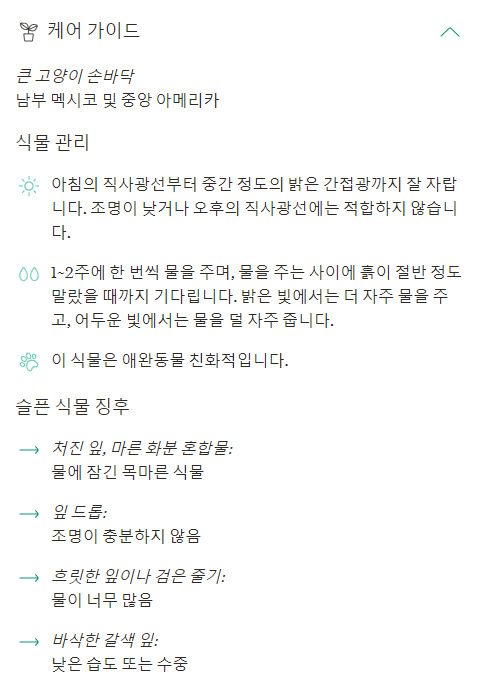 케어 가이드
큰 고양이 손바닥
남부 멕시코 및 중앙 아메리카
식물 관리
아침의 직사광선부터 중간 정도의 밝은 간접광까지 잘 자랍
니다. 조명이 낮거나 오후의 직사광선에는 적합하지 않습니
다.
1~2주에 한 번씩 물을 주며, 물을 주는 사이에 흙이 절반 정도
말랐을 때까지 기다립니다. 밝은 빛에서는 더 자주 물을 주
고, 어두운 빛에서는 물을 덜 자주 줍니다.
이 식물은 애완동물 친화적입니다.
슬픈 식물 징후
처진 잎, 마른 화분 혼합물:
물에 잠긴 목마른 식물
잎 드롭:
조명이 충분하지 않음
흐릿한 잎이나 검은 줄기:
물이 너무 많음
바삭한 갈색 잎:
낮은 습도 또는 수중